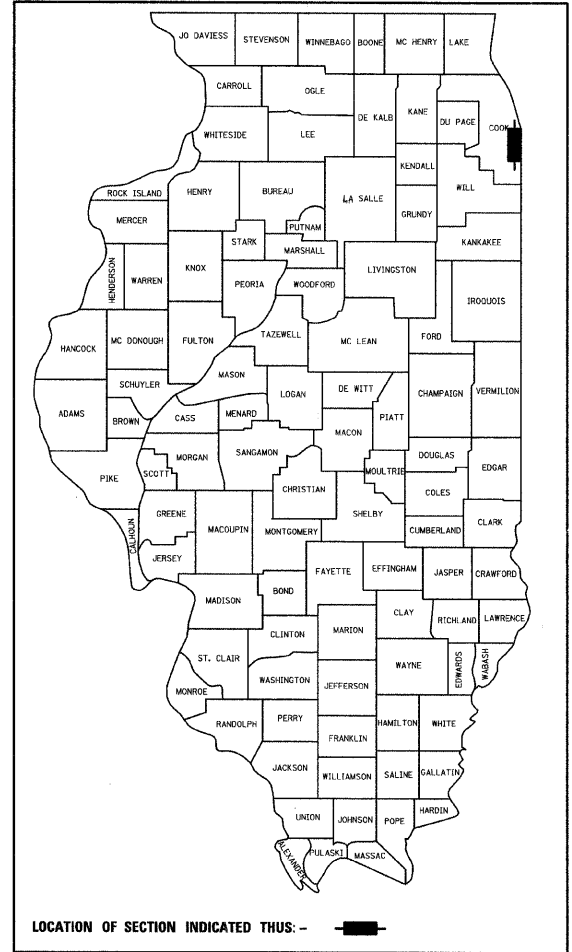 JO DAVIESS
STEVENSON
WINNEBAGO
BOONE
MC HENRY
LAKE
CARROLL
OGLE
DE KALB
KANE
DU PAGE
COOK
WHITESIDE
LEE
KENDALL
WILL
ROCK ISLAND
HENRY
BUREAU
LA SALLE
GRUNDY
MERCER
PUTNAM
STARK
MARSHALL
KANKAKEE
HENDERSON
WARREN
KNOX
PEORIA
WOODFORD
LIVINGSTON
IROQUOIS
HANCOCK
MC DONOUGH
FULTON
TAZEWELL
MC LEAN
FORD
MASON
SCHUYLER
LOGAN
DE WITT
CHAMPAIGN
VERMILION
ADAMS
BROWN
CASS
MENARD
PIATT
MACON
SANGAMON
DOUGLAS
MORGAN
MOULTRIE
EDGAR
PIKE
SCOTT
CHRISTIAN
COLES
SHELBY
GREENE
MACOUPIN
MONTGOMERY
CUMBERLAND
CLARK
CALHOUN
JERSEY
FAYETTE
EFFINGHAM
JASPER
CRAWFORD
MADISON
BOND
CLAY
RICHLAND
LAWRENCE
CLINTON
MARION
ST. CLAIR
WAYNE
EDWARDS
WABASH
WASHINGTON
JEFFERSON
MONROE
RANDOLPH
PERRY
HAMILTON
WHITE
FRANKLIN
JACKSON
WILLIAMSON
SALINE
GALLATIN
UNION
JOHNSON
POPE
HARDIN
ALEXANDER
PULASKI
MASSAC
LOCATION OF SECTION INDICATED THUS: -